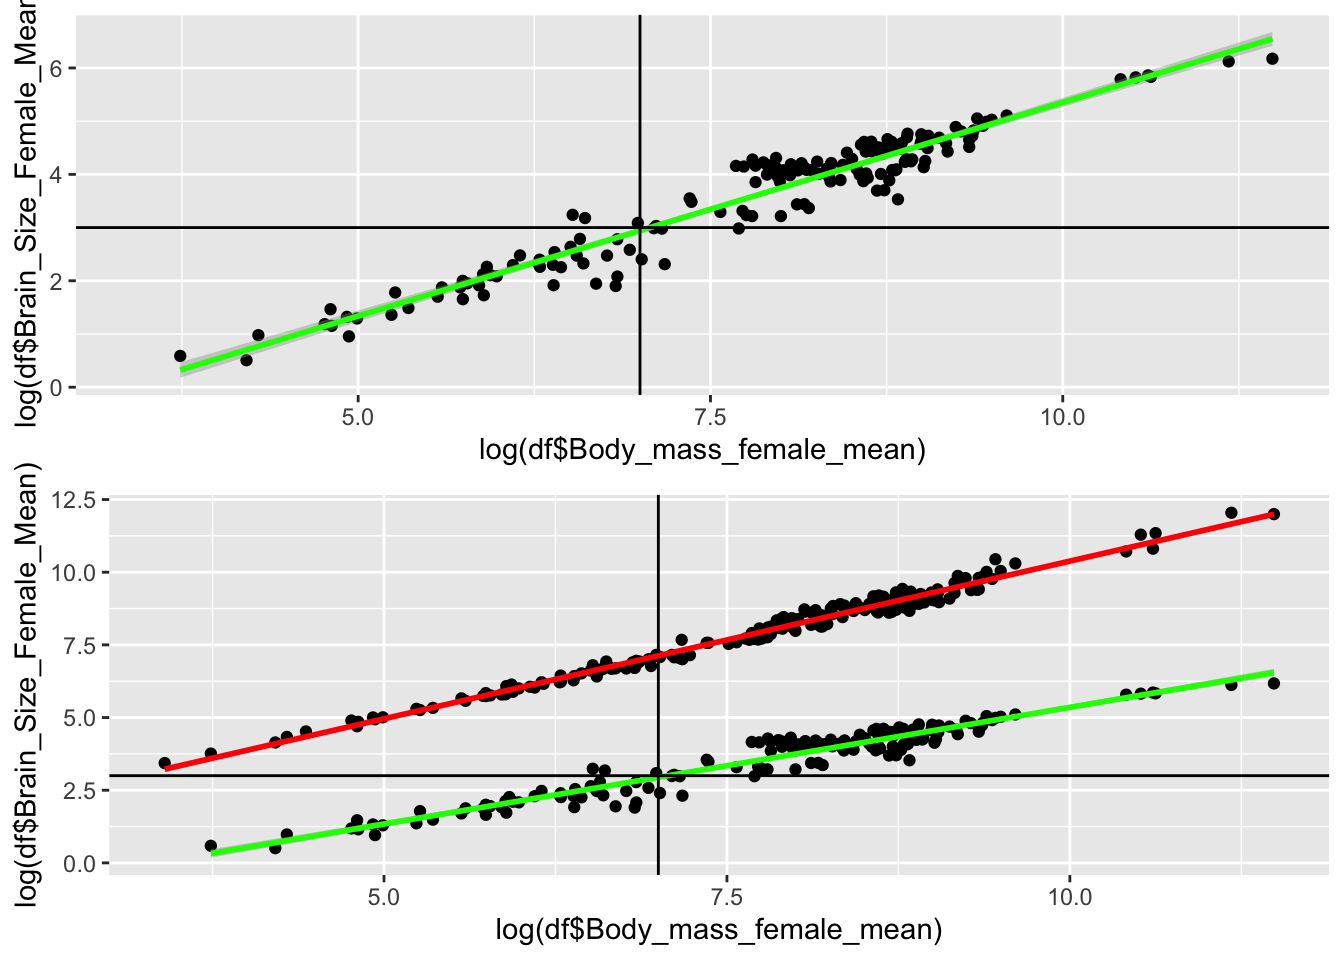 log(df$Brain_Size_Female_Mean
6
4
2
0
5.0 7.5 10.0
log(df$Body_mass_female_mean)
log(df$Brain_Size_Female_Mean)
12.5
10.0
7.5
5.0
2.5
0.0
5.0 7.5 10.0
log(df$Body_mass_female_mean)